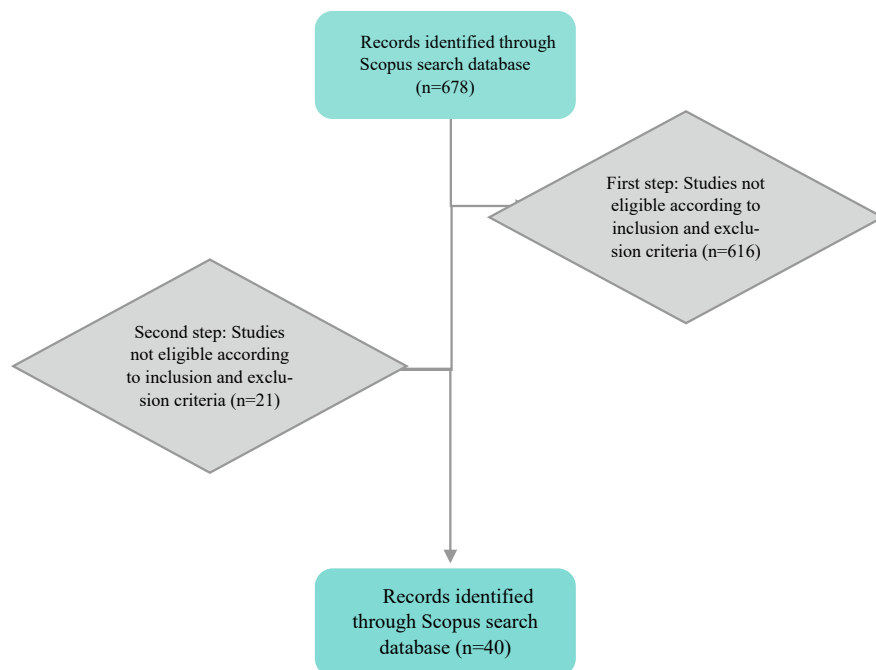 Records identified through
Scopus search database
(n=678)
First step: Studies not
eligible according to
inclusion and exclu-
sion criteria (n=616)
Second step: Studies
not eligible according
to inclusion and exclu-
sion criteria (n=21)
Records identified
through Scopus search
database (n=40)